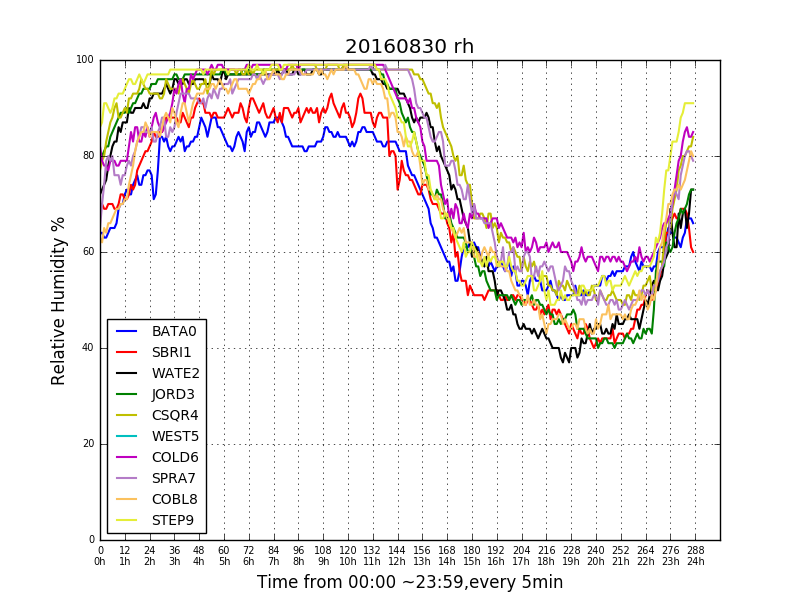 20160830 rh
Relative Humidity %
100
80
60
40
20
0
BATA0
SBRI1
WATE2
JORD3
CSQR4
WEST5
COLD6
SPRA7
COBL8
STEP9
0 12 24 36 48 60 72 84 96 108 120 132 144 156 168 180 192 204 216 228 240 252 264 276 288
0h 1h 2h 3h 4h 5h 6h 7h 8h 9h 10h 11h 12h 13h 14h 15h 16h 17h 18h 19h 20h 21h 22h 23h 24h
Time from 00:00 ~23:59,every 5min